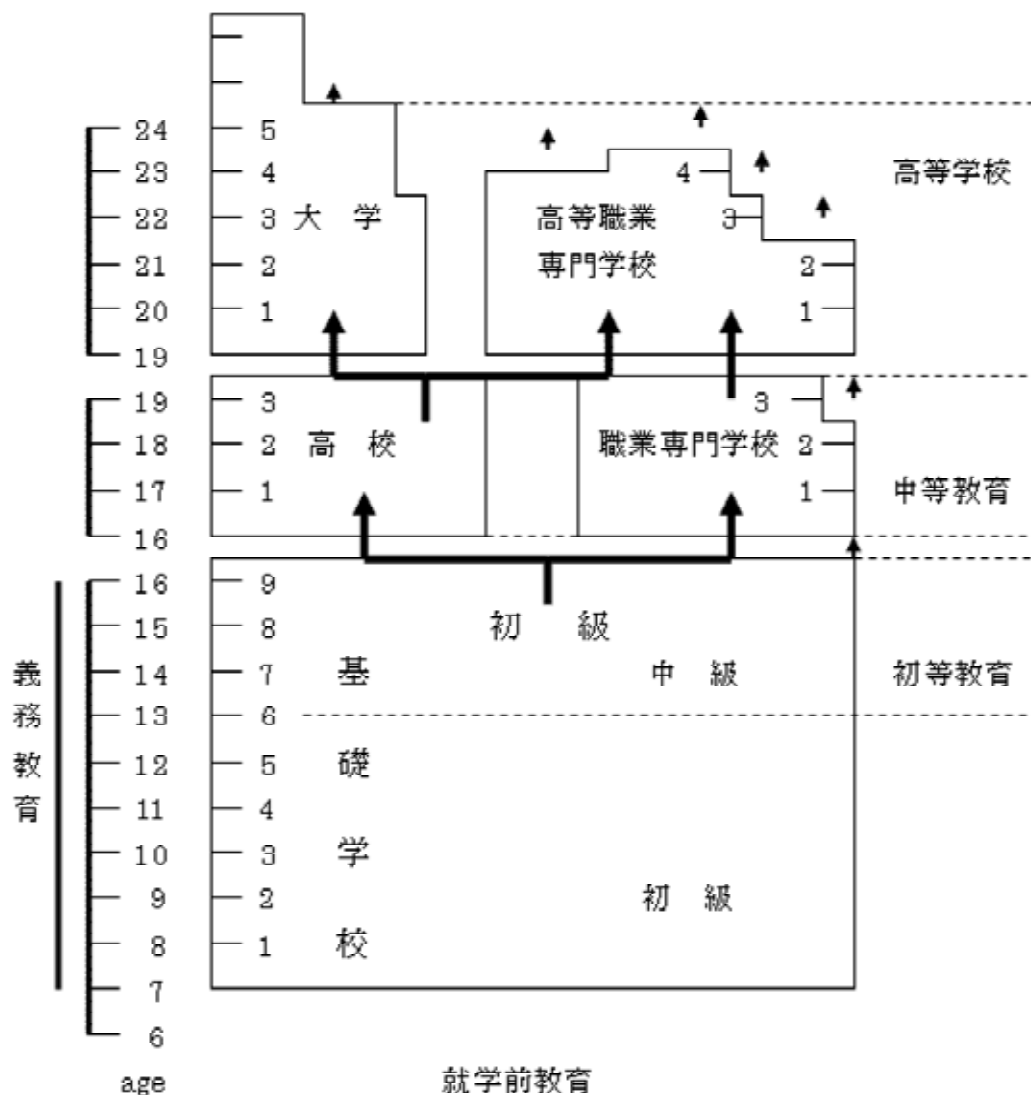 24 5
23 4 4 高等学校
22 3 大 学 高等職業 3
21 2 専門学校 2
20 1 1
19
19 3 3
18 2 高 校 職業専門学校 2
17 1 1 中等教育
16
16 9
15 8 初 級
義務教育
14 7 基 中 級 初等教育
13 6
12 5 礎
11 4
10 3 学
9 2 初 級
8 1 校
7
6
age 就学前教育